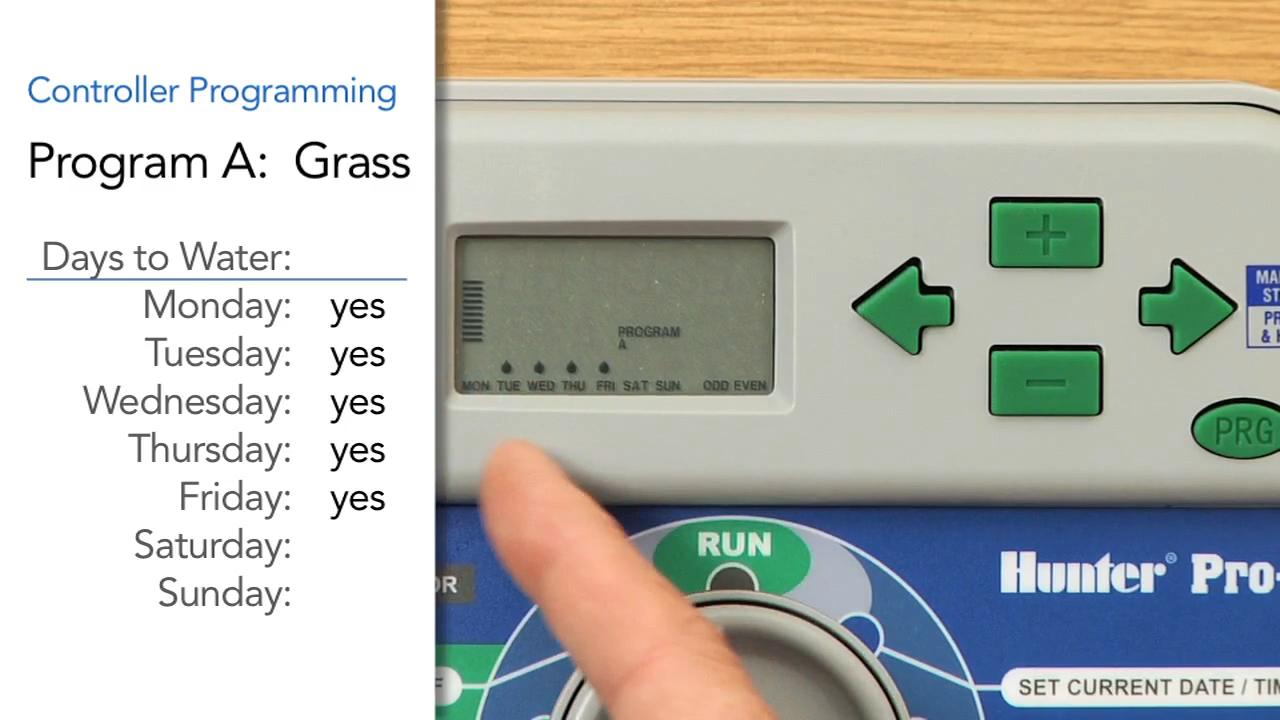 Controller Programming
Program A: Grass
Days to Water:
Monday: yes
Tuesday: yes
Wednesday: yes
Thursday: yes
Friday: yes
Saturday:
Sunday:
PROGRAM
A
MON TUE WED THU FRI SAT SUN ODD EVEN
+
−
PRG
RUN
Hunter® Pro-
SET CURRENT DATE / TIM